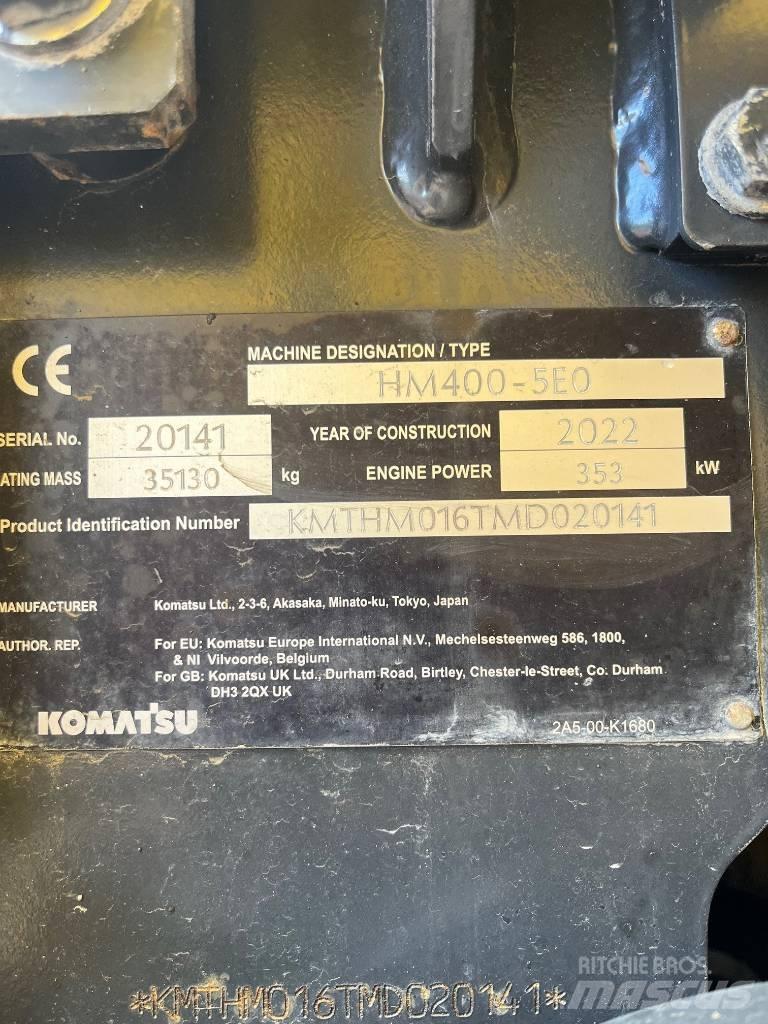 CE
MACHINE DESIGNATION / TYPE
HM400-5E0
SERIAL No. 20141 YEAR OF CONSTRUCTION 2022
ATING MASS 35130 kg ENGINE POWER 353 kW
Product Identification Number KMTHM016TMD020141
MANUFACTURER Komatsu Ltd., 2-3-6, Akasaka, Minato-ku, Tokyo, Japan
AUTHOR. REP. For EU: Komatsu Europe International N.V., Mechelsesteenweg 586, 1800,
& NI Vilvoorde, Belgium
For GB: Komatsu UK Ltd., Durham Road, Birtley, Chester-le-Street, Co. Durham
DH3 2QX UK
KOMATSU 2A5-00-K1680
*KMTHM016TMD020141*
RITCHIE BROS.
MASCUS